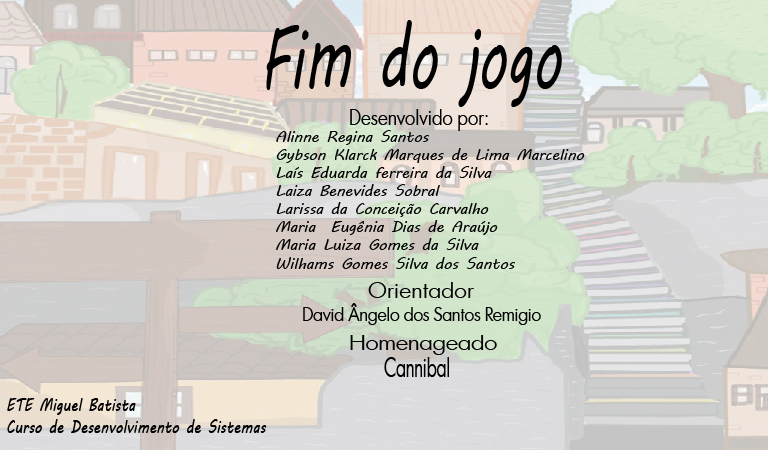 Fim do jogo
Desenvolvido por:
Alinne Regina Santos
Gybson Klarck Marques de Lima Marcelino
Laís Eduarda ferreira da Silva
Laiza Benevides Sobral
Larissa da Conceição Carvalho
Maria Eugênia Dias de Araújo
Maria Luiza Gomes da Silva
Wilhams Gomes Silva dos Santos
Orientador
David Ângelo dos Santos Remigio
Homenageado
Cannibal
ETE Miguel Batista
Curso de Desenvolvimento de Sistemas